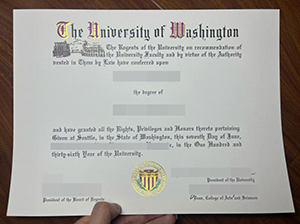 The University of Washington
The Regents of the University on recommendation of
the University Faculty and by virtue of the Authority
vested in Them by Law have conferred upon
the degree of
and have granted all the Rights, Privileges and Honors thereto pertaining
Given at Seattle, in the State of Washington, this seventh Day of June,
in the One Hundred and
thirty-sixth Year of the University.
President of the University
President of the Board of Regents
Dean, College of Arts and Sciences